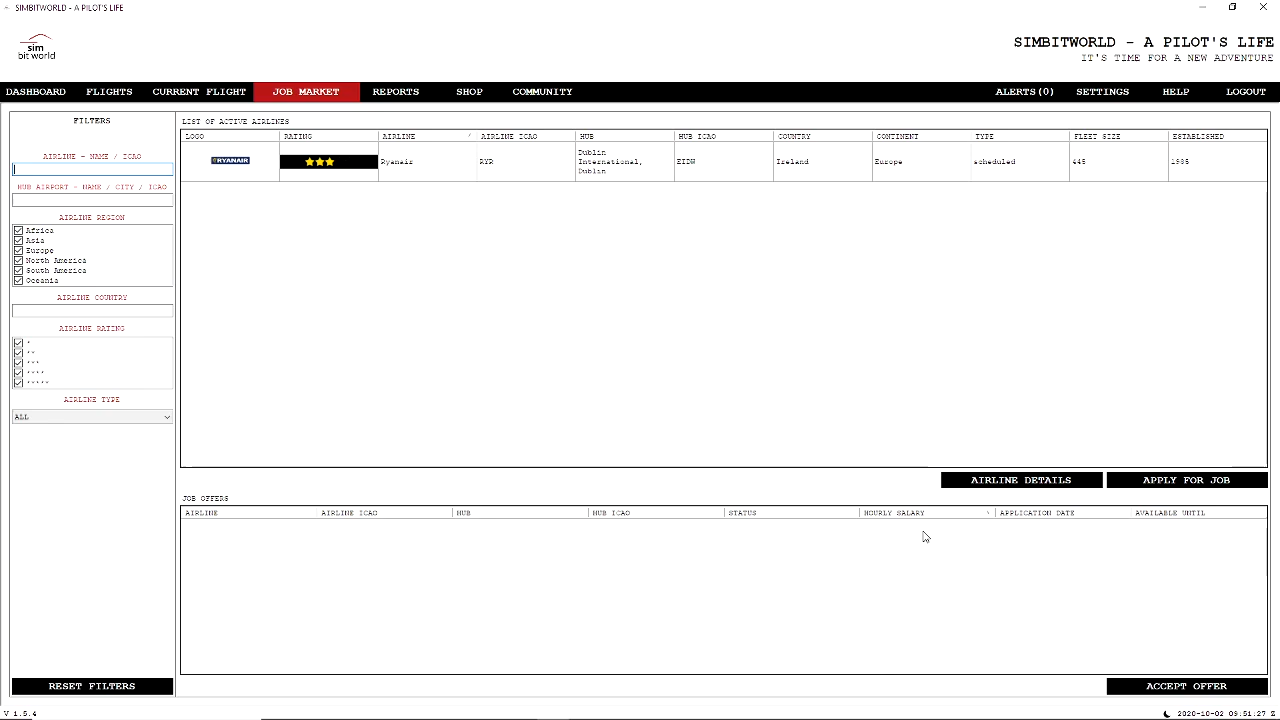 SIMBITWORLD - A PILOT'S LIFE
sim
bit world
SIMBITWORLD - A PILOT'S LIFE
IT'S TIME FOR A NEW ADVENTURE
DASHBOARD FLIGHTS CURRENT FLIGHT JOB MARKET REPORTS SHOP COMMUNITY ALERTS(0) SETTINGS HELP LOGOUT
FILTERS
AIRLINE - NAME / ICAO
HUB AIRPORT - NAME / CITY / ICAO
AIRLINE REGION
Africa
Asia
Europe
North America
South America
Oceania
AIRLINE COUNTRY
AIRLINE RATING
*
**
***
****
*****
AIRLINE TYPE
ALL
RESET FILTERS
LIST OF ACTIVE AIRLINES
LOGO RATING AIRLINE AIRLINE ICAO HUB HUB ICAO COUNTRY CONTINENT TYPE FLEET SIZE ESTABLISHED
RYANAIR Ryanair RYR Dublin International, Dublin EIDW Ireland Europe scheduled 445 1985
AIRLINE DETAILS APPLY FOR JOB
JOB OFFERS
AIRLINE AIRLINE ICAO HUB HUB ICAO STATUS HOURLY SALARY APPLICATION DATE AVAILABLE UNTIL
ACCEPT OFFER
V 1.5.4
2020-10-02 09:51:27 Z